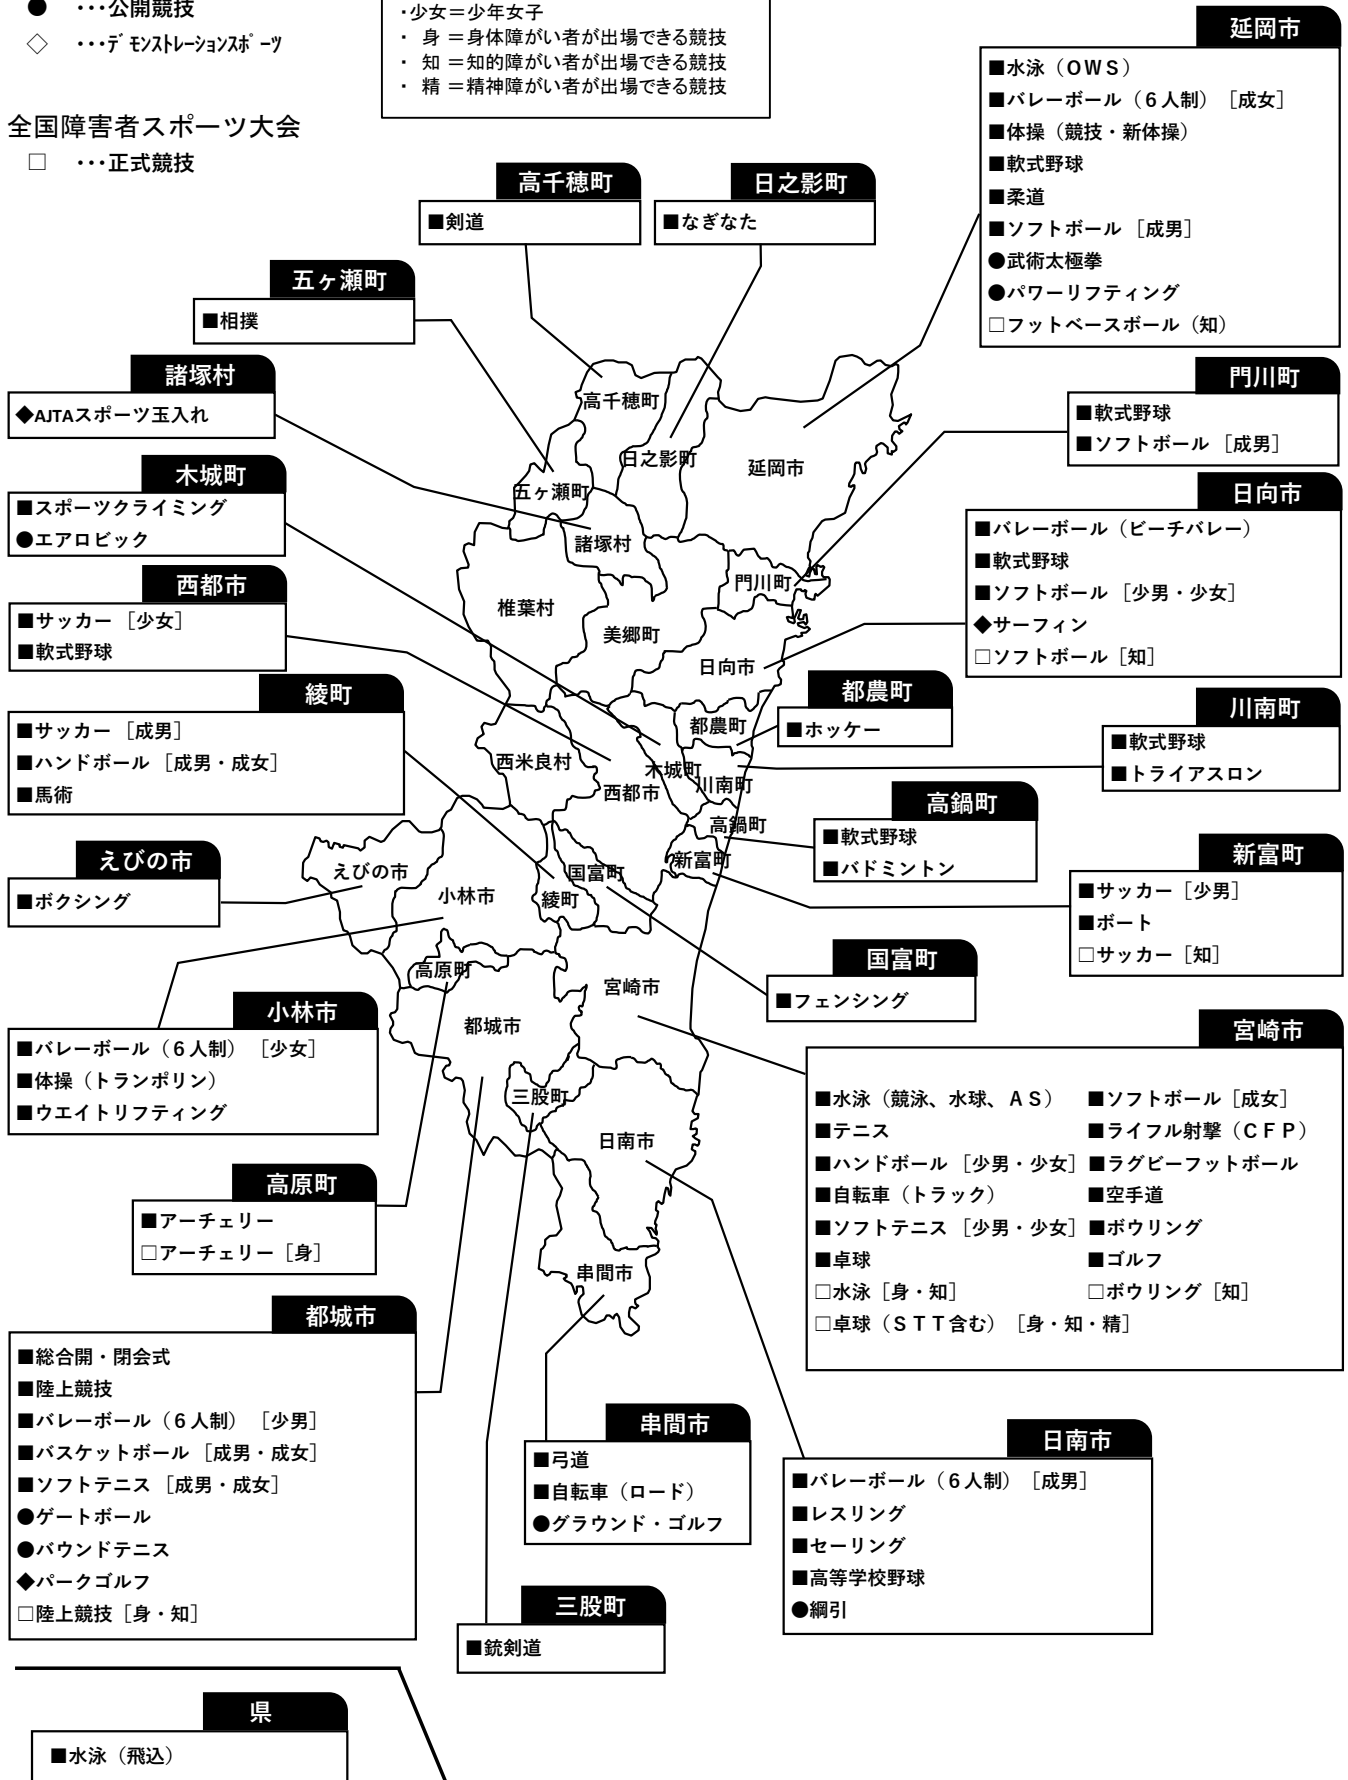 ● ･･･公開競技
◇ ･･･ﾃﾞﾓﾝｽﾄﾚｰｼｮﾝｽﾎﾟｰﾂ
・少女＝少年女子
・ 身 ＝身体障がい者が出場できる競技
・ 知 ＝知的障がい者が出場できる競技
・ 精 ＝精神障がい者が出場できる競技
全国障害者スポーツ大会
□ ･･･正式競技
延岡市
■水泳（ＯＷＳ）
■バレーボール（６人制）［成女］
■体操（競技・新体操）
■軟式野球
■柔道
■ソフトボール ［成男］
●武術太極拳
●パワーリフティング
□フットベースボール（知）
高千穂町
■剣道
日之影町
■なぎなた
五ヶ瀬町
■相撲
諸塚村
◆AJTAスポーツ玉入れ
門川町
■軟式野球
■ソフトボール ［成男］
木城町
■スポーツクライミング
●エアロビック
日向市
■バレーボール（ビーチバレー）
■軟式野球
■ソフトボール ［少男・少女］
◆サーフィン
□ソフトボール［知］
西都市
■サッカー ［少女］
■軟式野球
綾町
■サッカー ［成男］
■ハンドボール ［成男・成女］
■馬術
都農町
■ホッケー
川南町
■軟式野球
■トライアスロン
高鍋町
■軟式野球
■バドミントン
えびの市
■ボクシング
新富町
■サッカー［少男］
■ボート
□サッカー［知］
国富町
■フェンシング
小林市
■バレーボール（６人制）［少女］
■体操（トランポリン）
■ウエイトリフティング
宮崎市
■水泳（競泳、水球、ＡＳ） ■ソフトボール［成女］
■テニス ■ライフル射撃（ＣＦＰ）
■ハンドボール ［少男・少女］ ■ラグビーフットボール
■自転車（トラック） ■空手道
■ソフトテニス ［少男・少女］ ■ボウリング
■卓球 ■ゴルフ
□水泳［身・知］ □ボウリング［知］
□卓球（ＳＴＴ含む）［身・知・精］
高原町
■アーチェリー
□アーチェリー［身］
都城市
■総合開・閉会式
■陸上競技
■バレーボール（６人制）［少男］
■バスケットボール ［成男・成女］
■ソフトテニス ［成男・成女］
●ゲートボール
●バウンドテニス
◆パークゴルフ
□陸上競技［身・知］
串間市
■弓道
■自転車（ロード）
●グラウンド・ゴルフ
日南市
■バレーボール（６人制）［成男］
■レスリング
■セーリング
■高等学校野球
●綱引
三股町
■銃剣道
県
■水泳（飛込）
高千穂町
日之影町
延岡市
五ヶ瀬町
諸塚村
門川町
椎葉村
美郷町
日向市
都農町
西米良村
木城町
川南町
西都市
高鍋町
新富町
えびの市
国富町
小林市
綾町
高原町
宮崎市
都城市
三股町
日南市
串間市